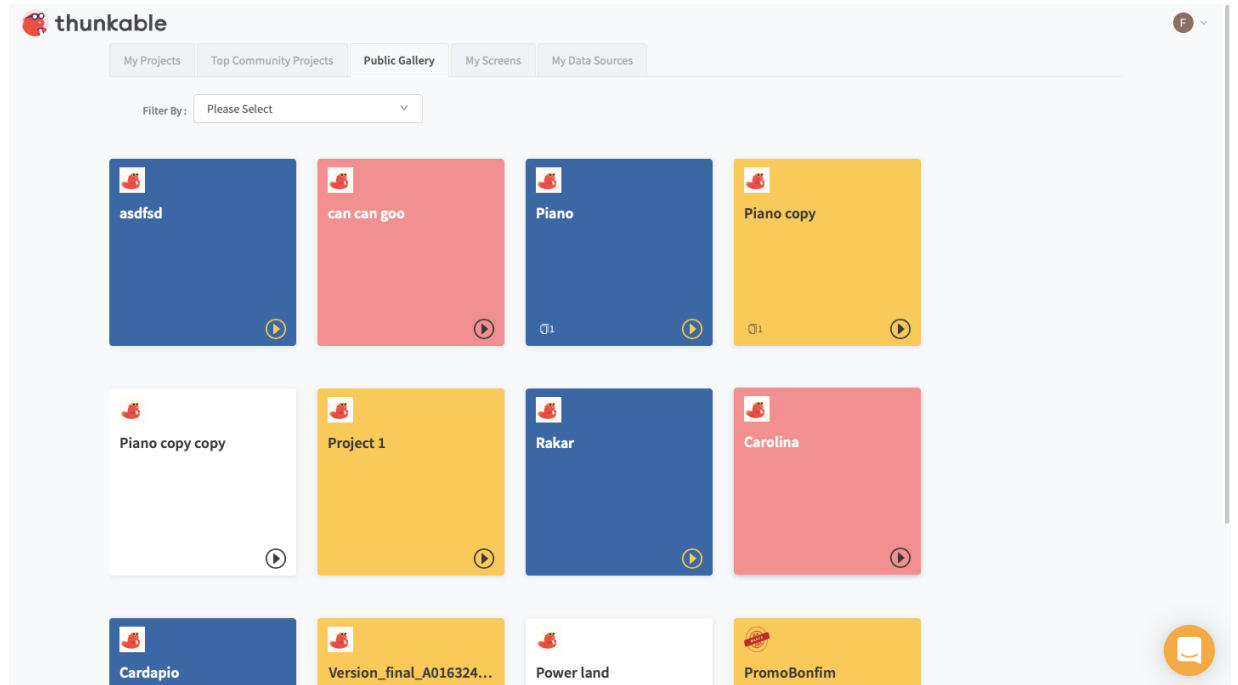 thunkable
F
My Projects Top Community Projects Public Gallery My Screens My Data Sources
Filter By : Please Select
asdfsd can can goo Piano Piano copy
1 1
Piano copy copy Project 1 Rakar Carolina
Cardapio Version_final_A016324... Power land PromoBonfim